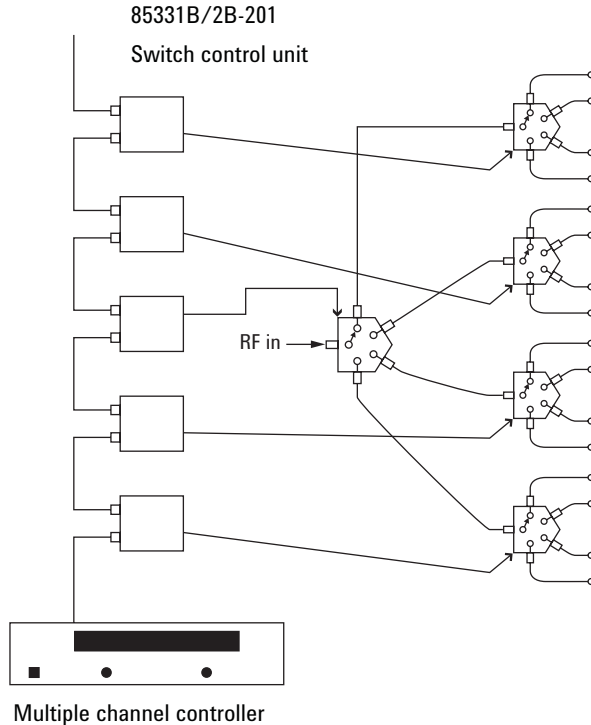 85331B/2B-201
Switch control unit
RF in
Multiple channel controller